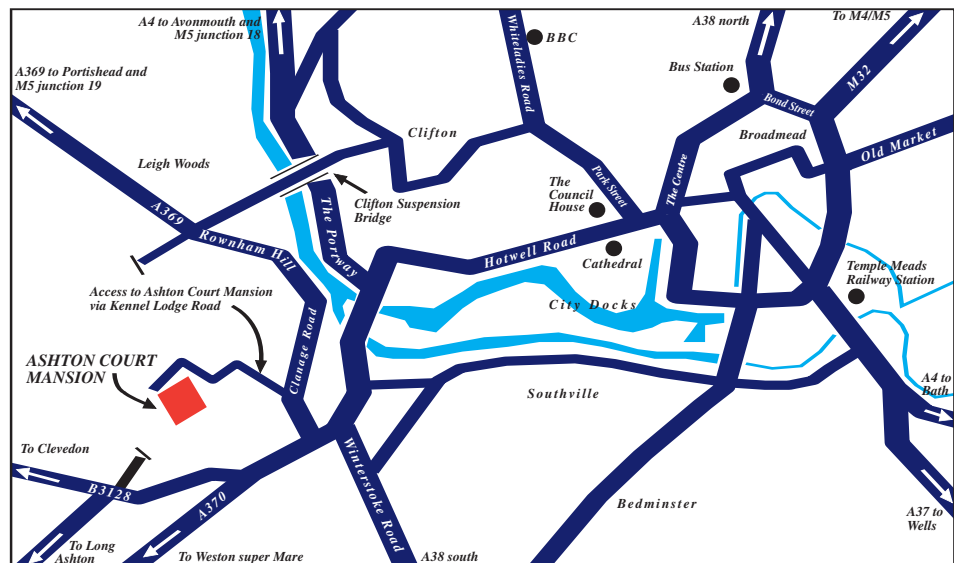 A4 to Avonmouth and
M5 junction 18
BBC
Whiteladies Road
A38 north
To M4/M5
A369 to Portishead and
M5 junction 19
Bus Station
M32
Bond Street
Clifton
Broadmead
Old Market
Leigh Woods
Clifton Suspension
Bridge
The
Council
House
Park Street
The Centre
A369
Rownham Hill
The Portway
Hotwell Road
Cathedral
Temple Meads
Railway Station
Access to Ashton Court Mansion
via Kennel Lodge Road
City Docks
Clanage Road
ASHTON COURT
MANSION
Southville
A4 to
Bath
To Clevedon
B3128
A370
Winterstoke Road
Bedminster
A37 to
Wells
To Long
Ashton
To Weston super Mare
A38 south